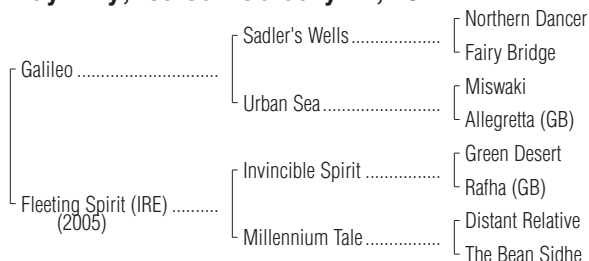 Northern Dancer
Sadler's Wells
Fairy Bridge
Galileo
Miswaki
Urban Sea
Allegretta (GB)
Green Desert
Invincible Spirit
Rafha (GB)
Fleeting Spirit (IRE)
(2005)
Distant Relative
Millennium Tale
The Bean Sidhe